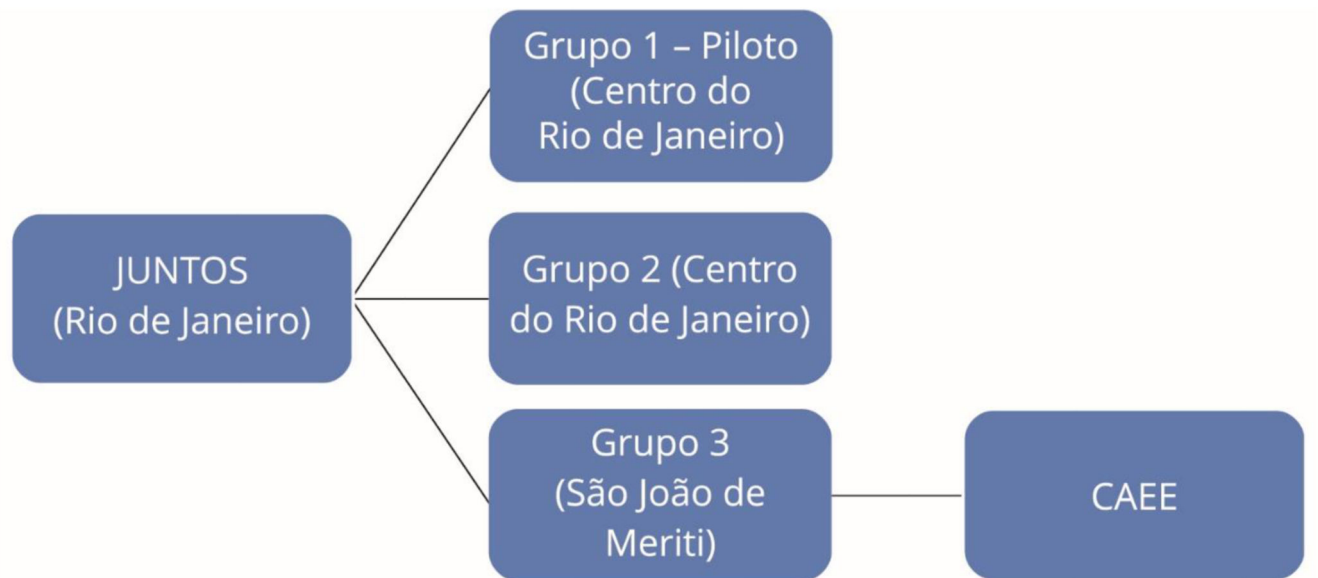 Grupo 1 – Piloto
(Centro do
Rio de Janeiro)
JUNTOS
(Rio de Janeiro)
Grupo 2 (Centro
do Rio de Janeiro)
Grupo 3
(São João de
Meriti)
CAEE